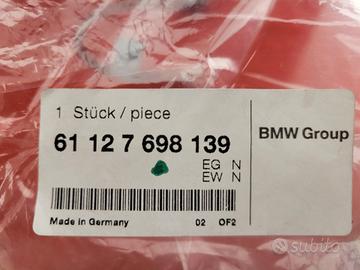 1 Stück / piece
61 12 7 698 139
BMW Group
EG N
EW N
Made in Germany 02 OF2
subito